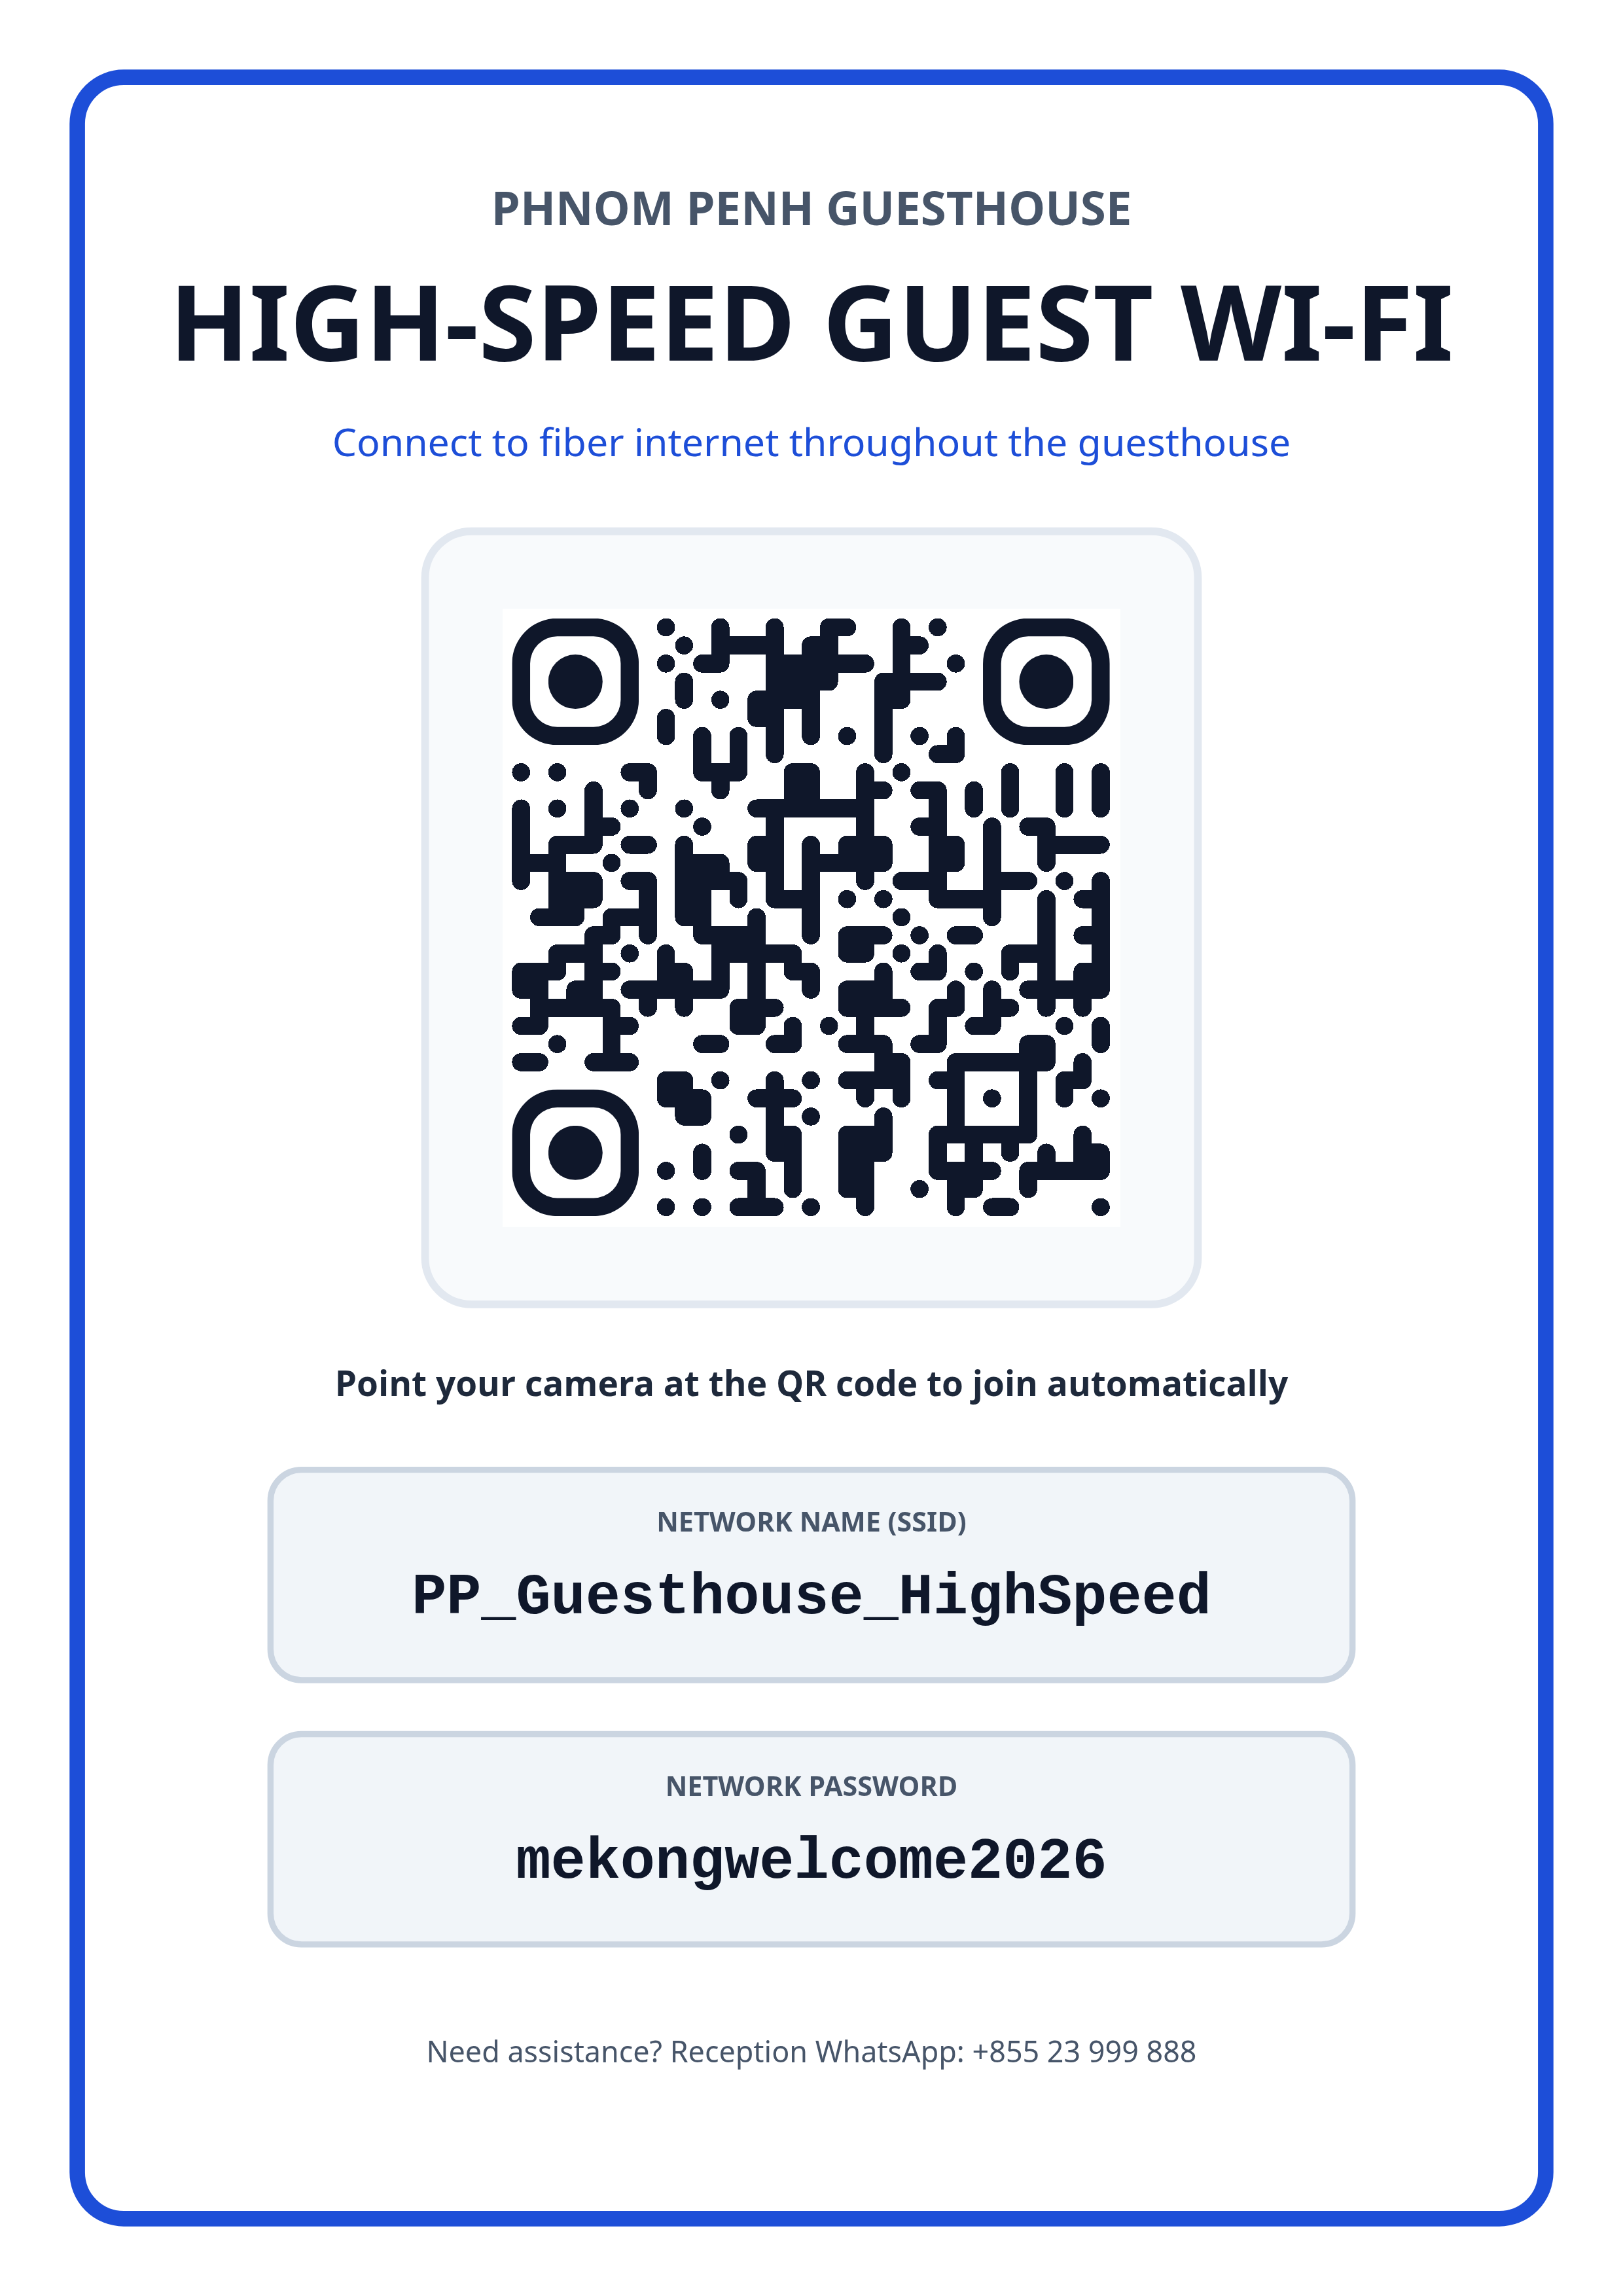 PHNOM PENH GUESTHOUSE
HIGH-SPEED GUEST WI-FI
Connect to fiber internet throughout the guesthouse
Point your camera at the QR code to join automatically
NETWORK NAME (SSID)
PP_Guesthouse_HighSpeed
NETWORK PASSWORD
mekongwelcome2026
Need assistance? Reception WhatsApp: +855 23 999 888